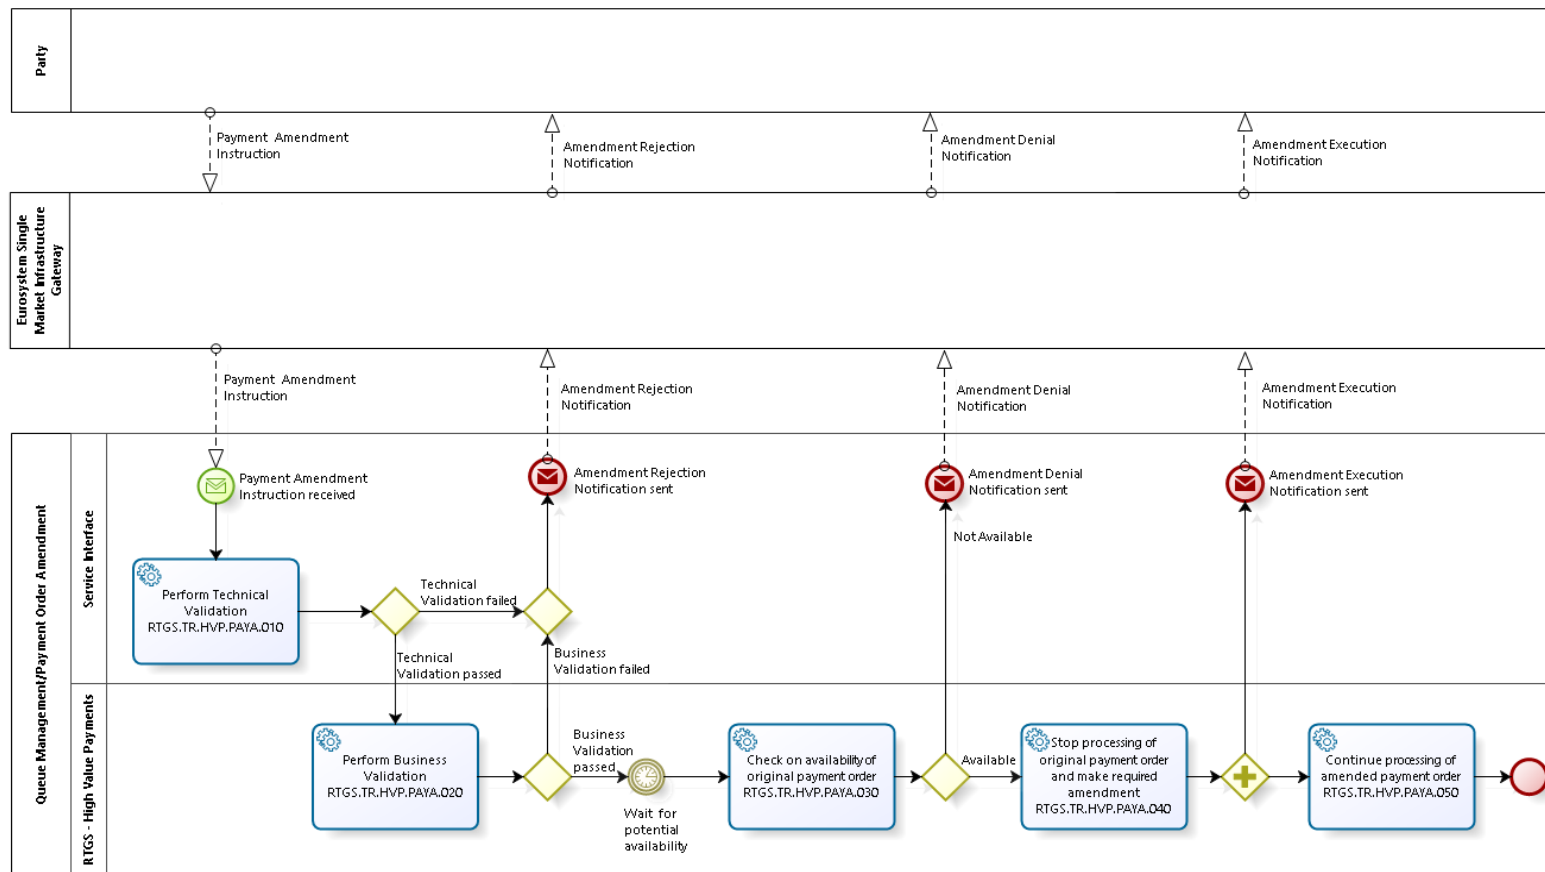 Party
Payment Amendment
Instruction
Amendment Rejection
Notification
Amendment Denial
Notification
Amendment Execution
Notification
Eurosystem Single
Market Infrastructure
Gateway
Payment Amendment
Instruction
Amendment Rejection
Notification
Amendment Denial
Notification
Amendment Execution
Notification
Queue Management/Payment Order Amendment
Service Interface
Payment Amendment
Instruction received
Amendment Rejection
Notification sent
Amendment Denial
Notification sent
Amendment Execution
Notification sent
Not Available
Perform Technical
Validation
RTGS.TR.HVP.PAYA.010
Technical
Validation failed
Technical
Validation passed
Business
Validation failed
RTGS - High Value Payments
Perform Business
Validation
RTGS.TR.HVP.PAYA.020
Business
Validation
passed
Wait for
potential
availability
Check on availability of
original payment order
RTGS.TR.HVP.PAYA.030
Available
Stop processing of
original payment order
and make required
amendment
RTGS.TR.HVP.PAYA.040
Continue processing of
amended payment order
RTGS.TR.HVP.PAYA.050